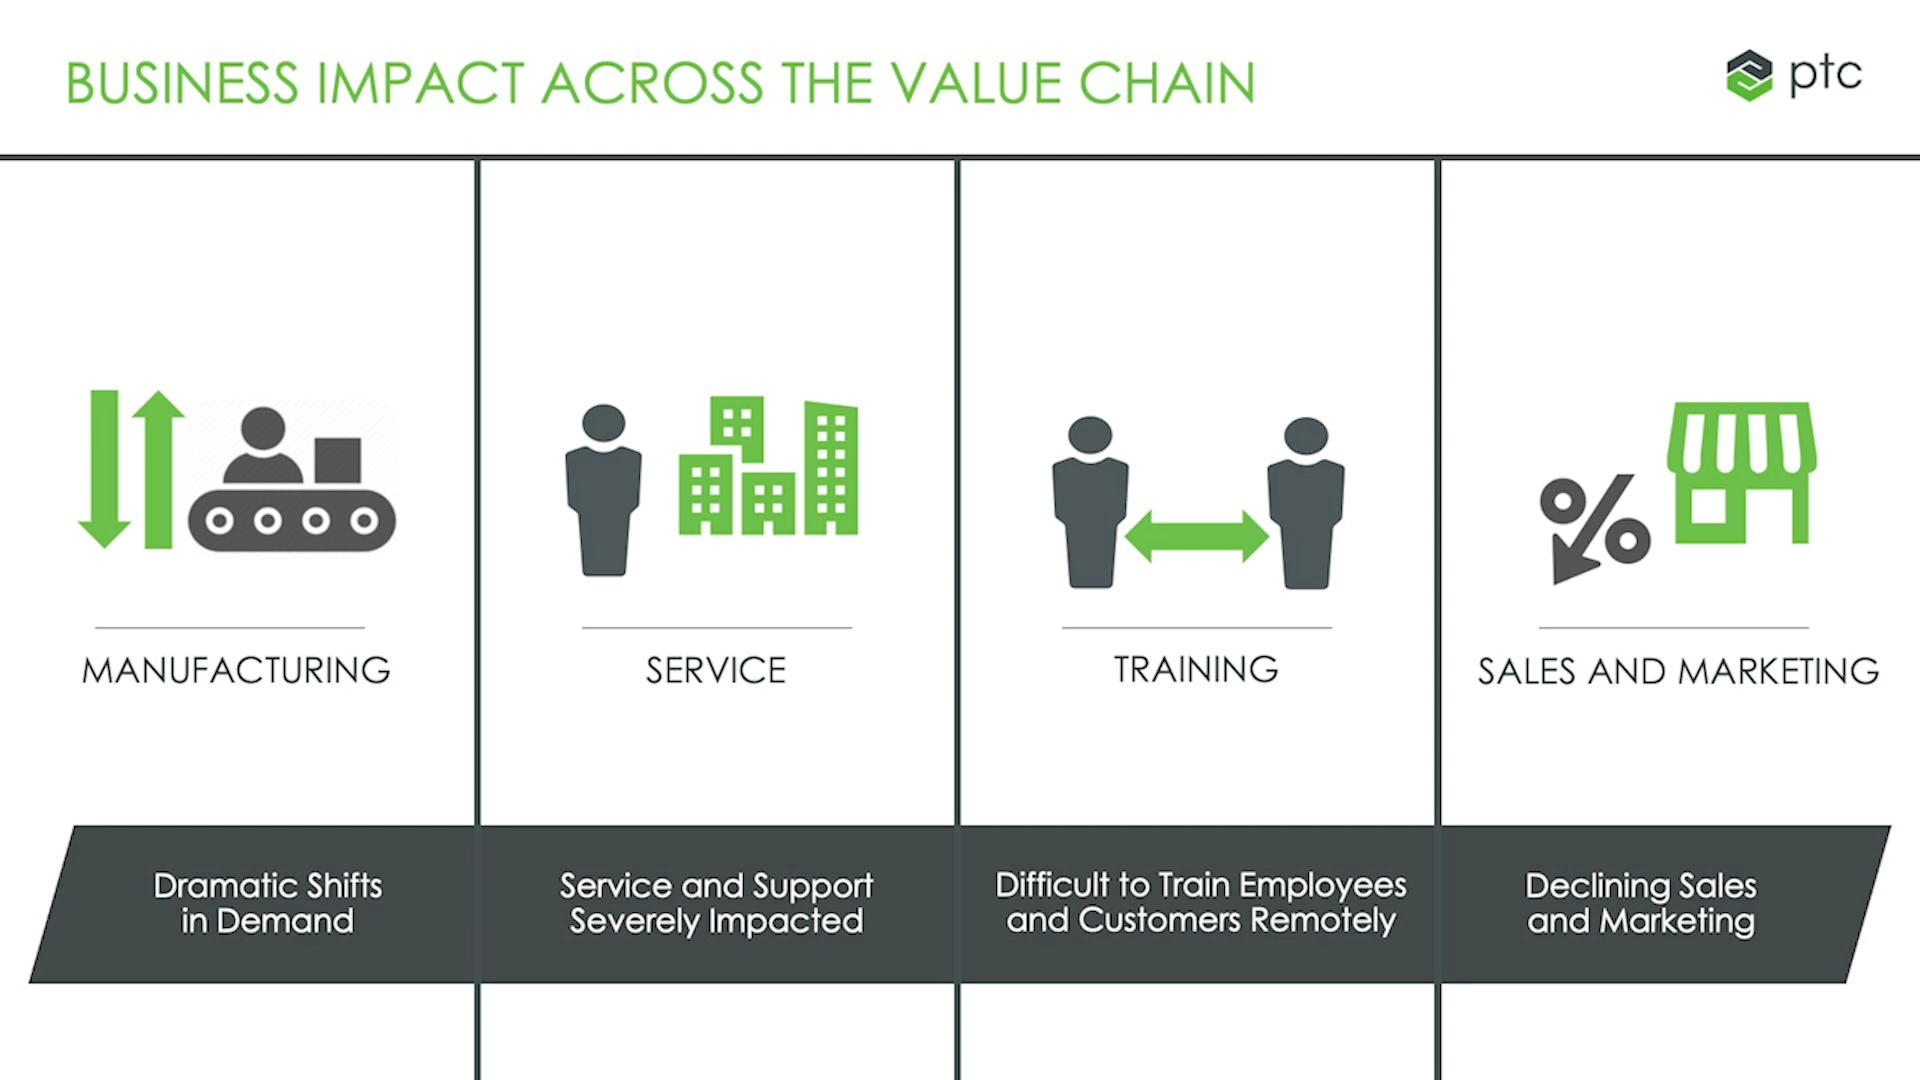 BUSINESS IMPACT ACROSS THE VALUE CHAIN
ptc
MANUFACTURING
SERVICE
TRAINING
SALES AND MARKETING
Dramatic Shifts
in Demand
Service and Support
Severely Impacted
Difficult to Train Employees
and Customers Remotely
Declining Sales
and Marketing